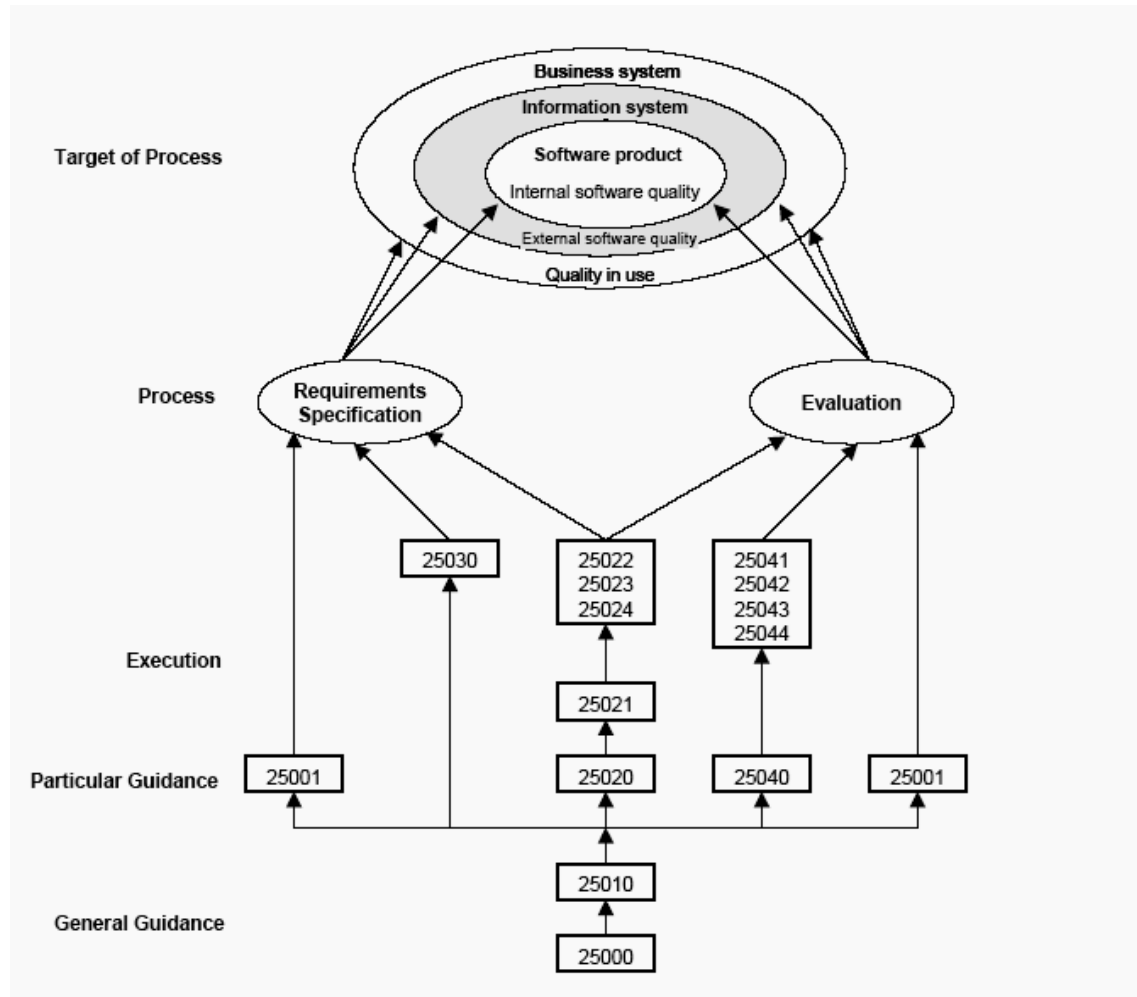 Business system
Information system
Target of Process
Software product
Internal software quality
External software quality
Quality in use
Process
Requirements
Specification
Evaluation
25030
25022
25023
25024
25041
25042
25043
25044
Execution
25021
Particular Guidance
25001
25020
25040
25001
25010
General Guidance
25000